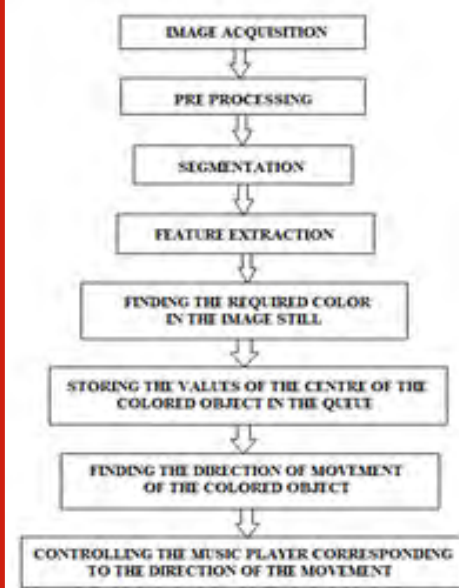 IMAGE ACQUISITION
PRE PROCESSING
SEGMENTATION
FEATURE EXTRACTION
FINDING THE REQUIRED COLOR
IN THE IMAGE STILL
STORING THE VALUES OF THE CENTRE OF THE
COLORED OBJECT IN THE QUEUE
FINDING THE DIRECTION OF MOVEMENT
OF THE COLORED OBJECT
CONTROLLING THE MUSIC PLAYER CORRESPONDING
TO THE DIRECTION OF THE MOVEMENT